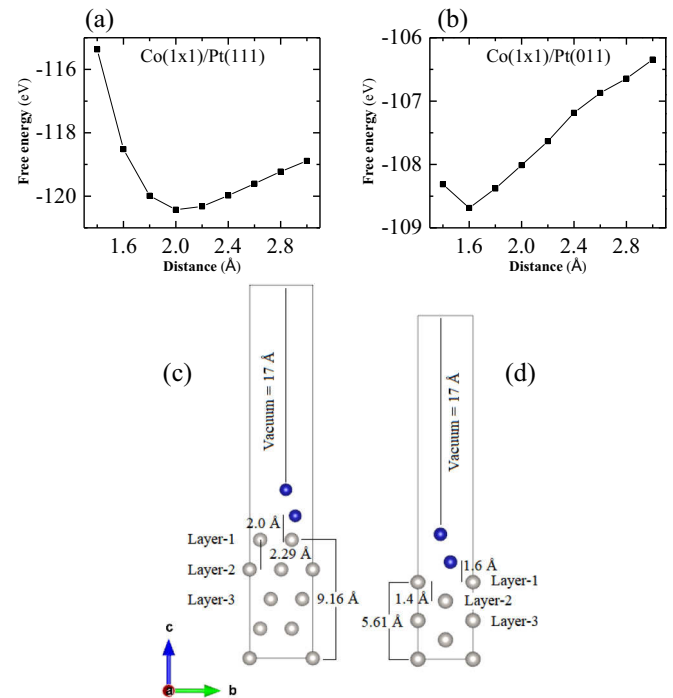 (a)
(b)
Co(1x1)/Pt(111)
-116
-118
-120
Free energy (eV)
1.6 2.0 2.4 2.8
Distance (Å)
Co(1x1)/Pt(011)
-106
-107
-108
-109
Free energy (eV)
1.6 2.0 2.4 2.8
Distance (Å)
(c)
Vacuum = 17 Å
2.0 Å
Layer-1
2.29 Å
Layer-2
Layer-3
9.16 Å
(d)
Vacuum = 17 Å
1.6 Å
Layer-1
1.4 Å
Layer-2
5.61 Å
Layer-3
c
a
b